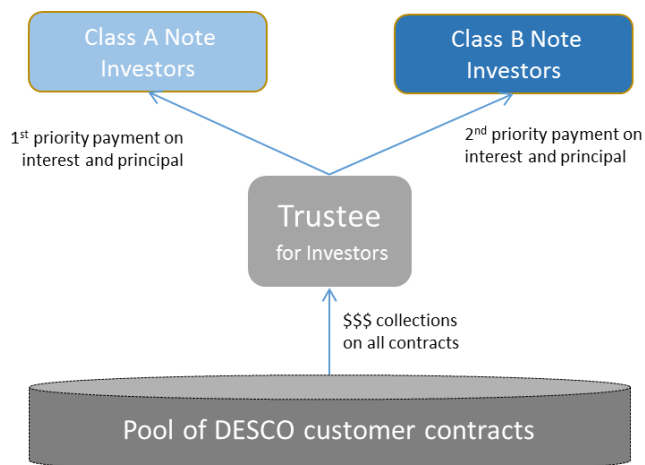 Class A Note
Investors
Class B Note
Investors
1st priority payment on
interest and principal
2nd priority payment on
interest and principal
Trustee
for Investors
$$$ collections
on all contracts
Pool of DESCO customer contracts